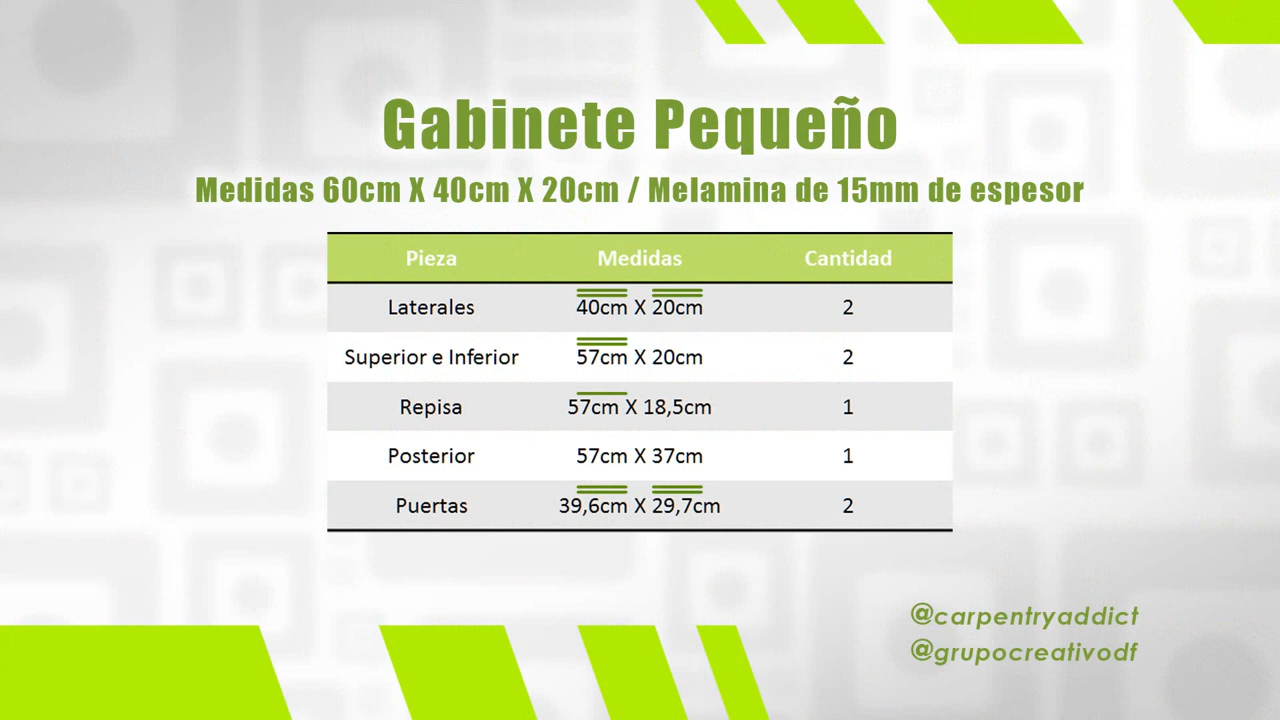 Gabinete Pequeño
Medidas 60cm X 40cm X 20cm / Melamina de 15mm de espesor
Pieza Medidas Cantidad
Laterales 40cm X 20cm 2
Superior e Inferior 57cm X 20cm 2
Repisa 57cm X 18,5cm 1
Posterior 57cm X 37cm 1
Puertas 39,6cm X 29,7cm 2
@carpentryaddict
@grupocreativodf